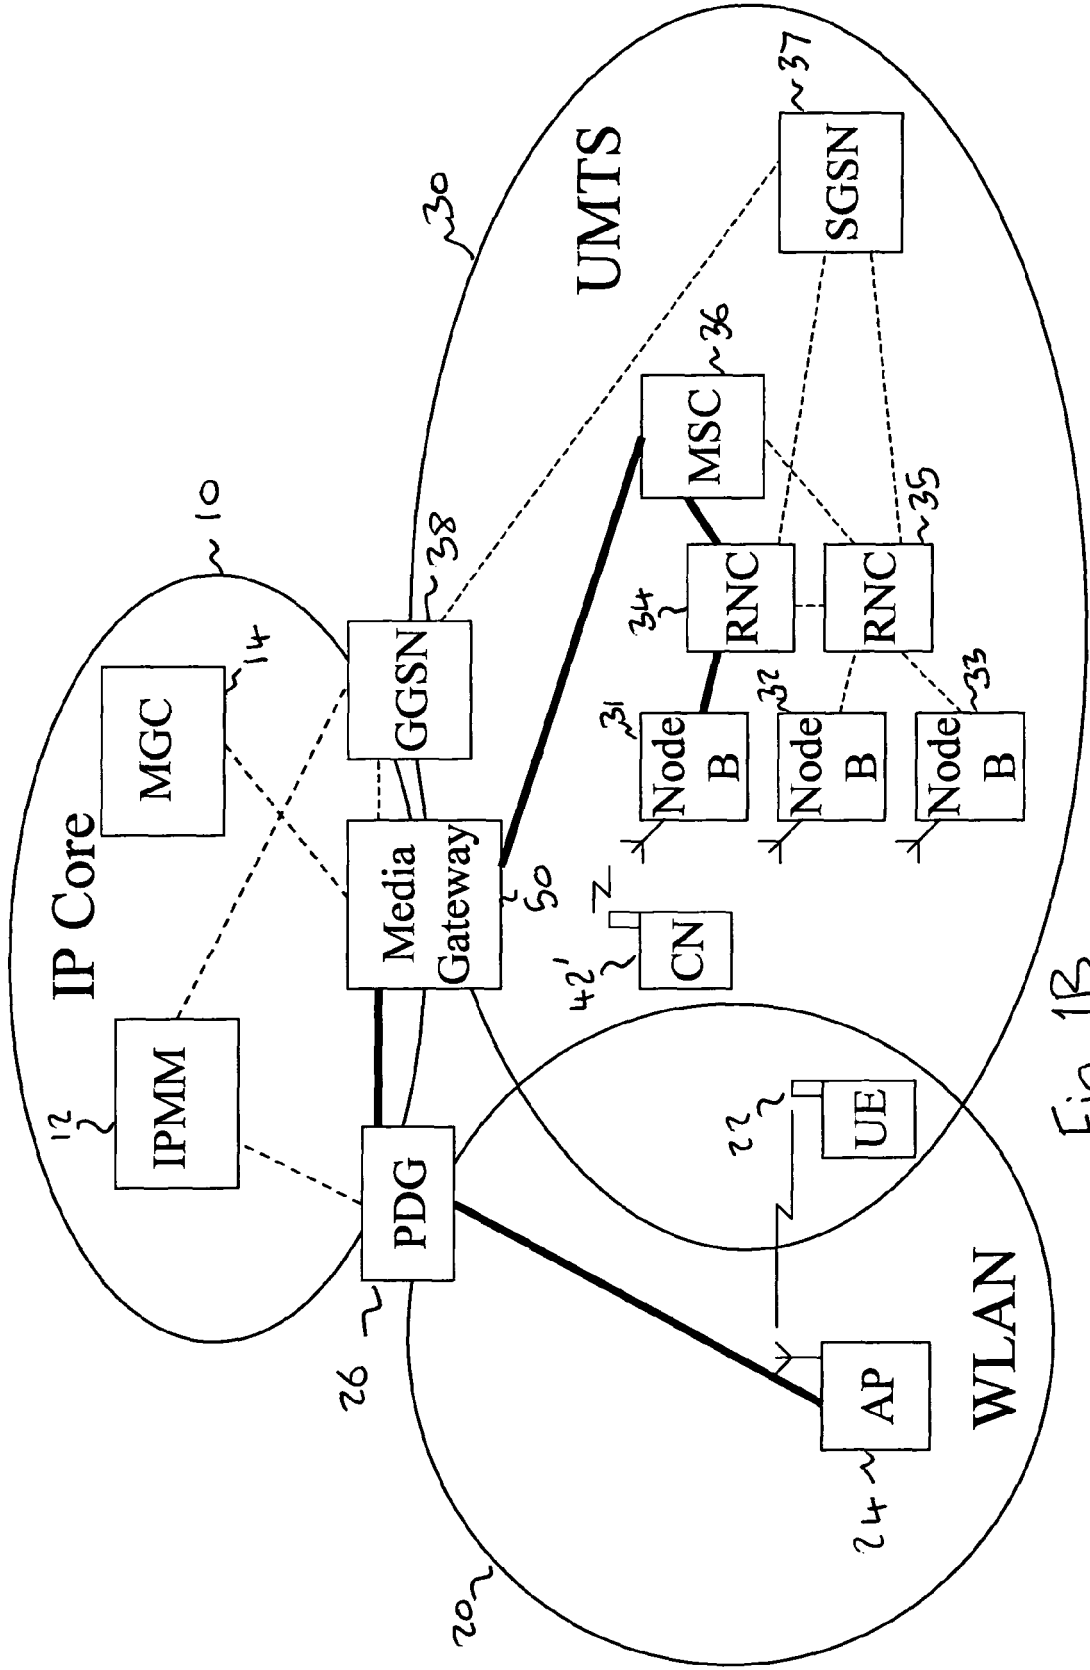 IP Core
10
12
IPMM
MGC
14
26
PDG
Media
Gateway
50
GGSN
38
30
UMTS
20
WLAN
24
AP
22
UE
42'
CN
31
Node
B
32
Node
B
33
Node
B
34
RNC
RNC
35
MSC
36
SGSN
37
Fig 1B